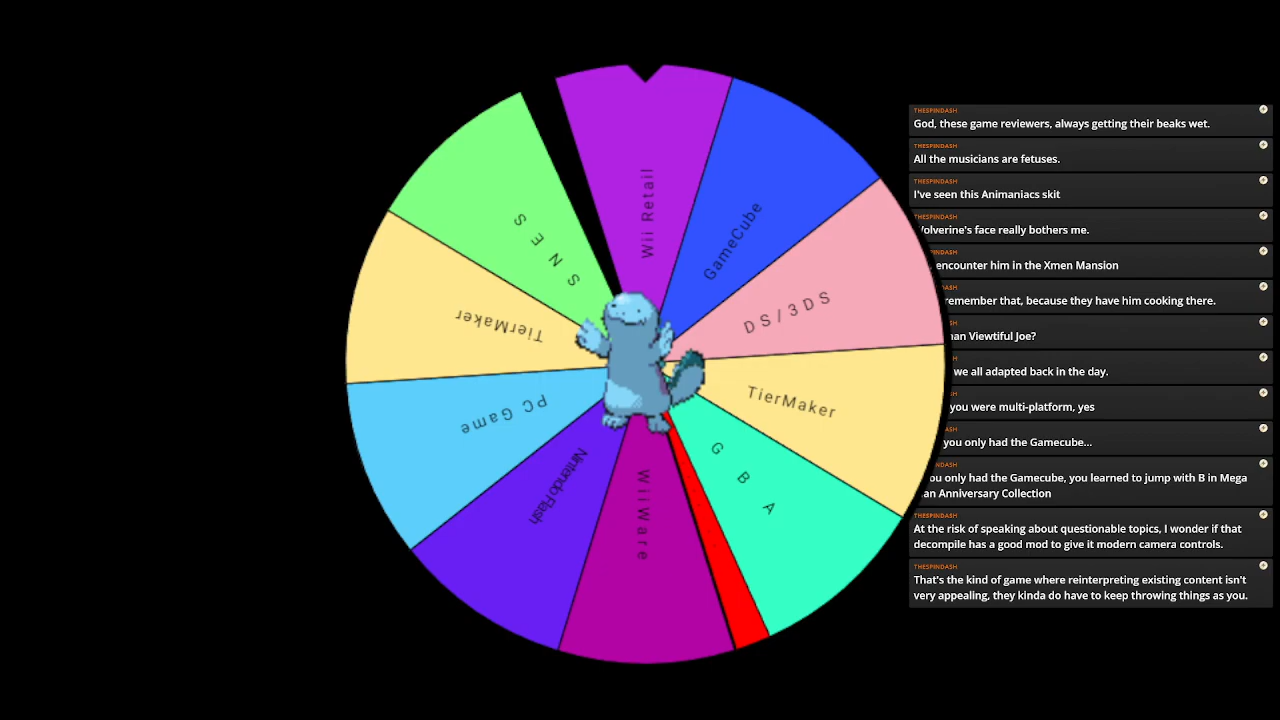 Wii Retail
GameCube
DS/3DS
TierMaker
GBA
WiiWare
Nintendo Flash
PC Game
TierMaker
SNES
THESPINDASH
God, these game reviewers, always getting their beaks wet.
THESPINDASH
All the musicians are fetuses.
THESPINDASH
I've seen this Animaniacs skit
THESPINDASH
Wolverine's face really bothers me.
encounter him in the Xmen Mansion
remember that, because they have him cooking there.
Viewtiful Joe?
we all adapted back in the day.
you were multi-platform, yes
you only had the Gamecube...
you only had the Gamecube, you learned to jump with B in Mega
Man Anniversary Collection
THESPINDASH
At the risk of speaking about questionable topics, I wonder if that
decompile has a good mod to give it modern camera controls.
THESPINDASH
That's the kind of game where reinterpreting existing content isn't
very appealing, they kinda do have to keep throwing things as you.